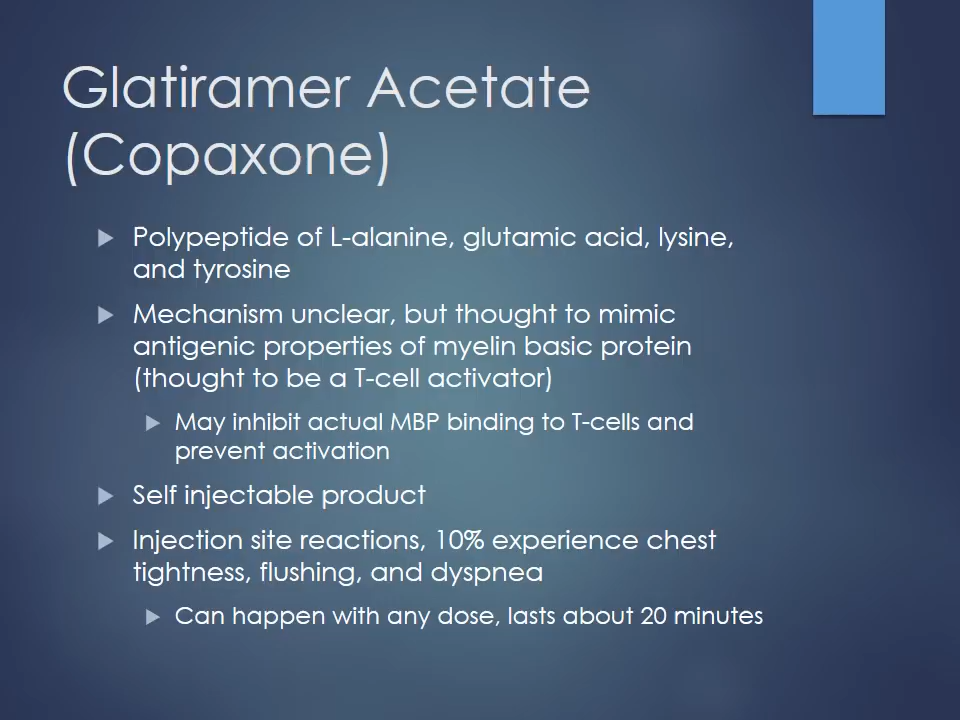 Glatiramer Acetate
(Copaxone)
Polypeptide of L-alanine, glutamic acid, lysine,
and tyrosine
Mechanism unclear, but thought to mimic
antigenic properties of myelin basic protein
(thought to be a T-cell activator)
May inhibit actual MBP binding to T-cells and
prevent activation
Self injectable product
Injection site reactions, 10% experience chest
tightness, flushing, and dyspnea
Can happen with any dose, lasts about 20 minutes